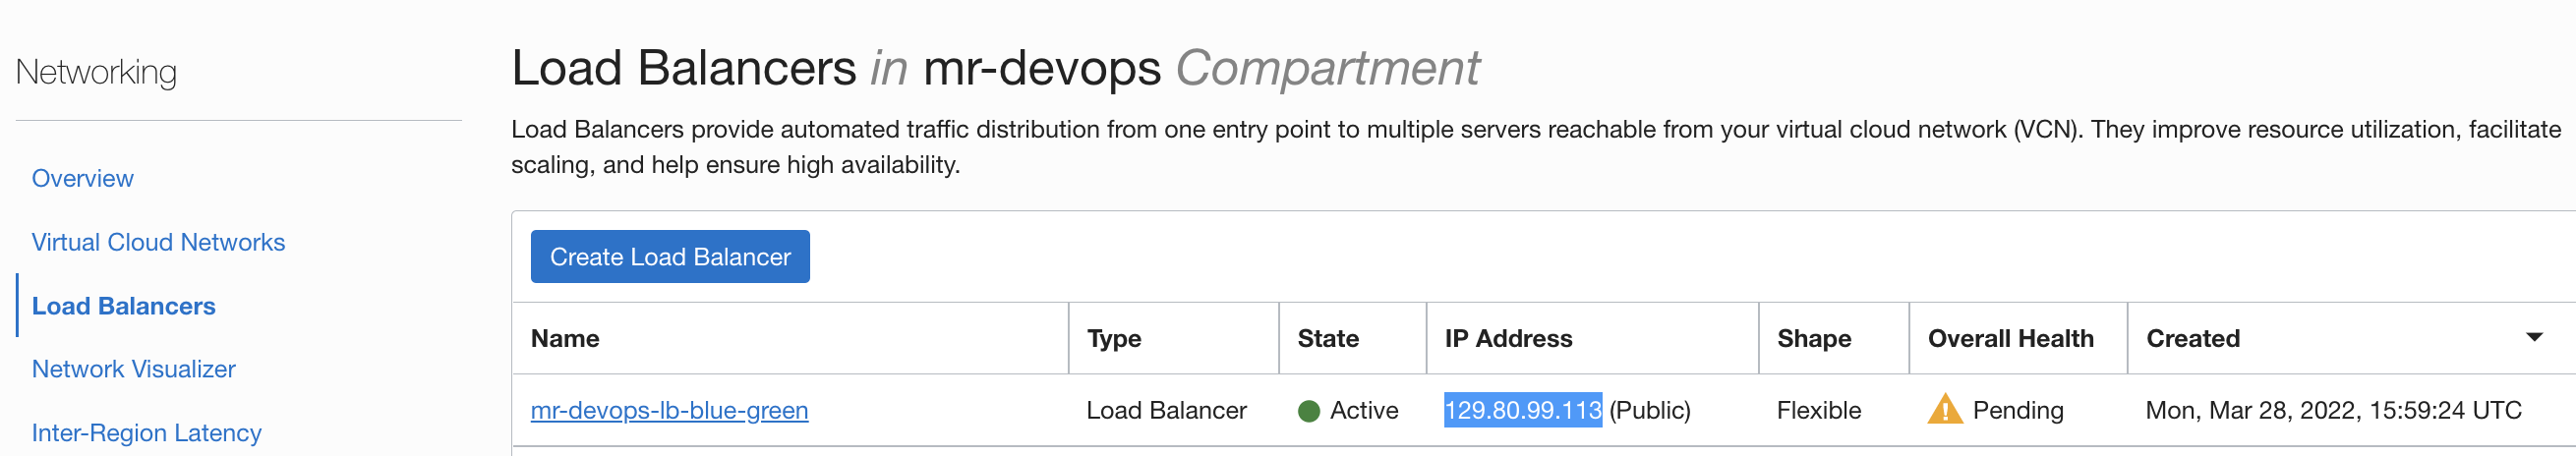 Networking
Overview
Virtual Cloud Networks
Load Balancers
Network Visualizer
Inter-Region Latency
Load Balancers in mr-devops Compartment
Load Balancers provide automated traffic distribution from one entry point to multiple servers reachable from your virtual cloud network (VCN). They improve resource utilization, facilitate
scaling, and help ensure high availability.
Create Load Balancer
Name Type State IP Address Shape Overall Health Created
mr-devops-lb-blue-green Load Balancer Active 129.80.99.113 (Public) Flexible Pending Mon, Mar 28, 2022, 15:59:24 UTC